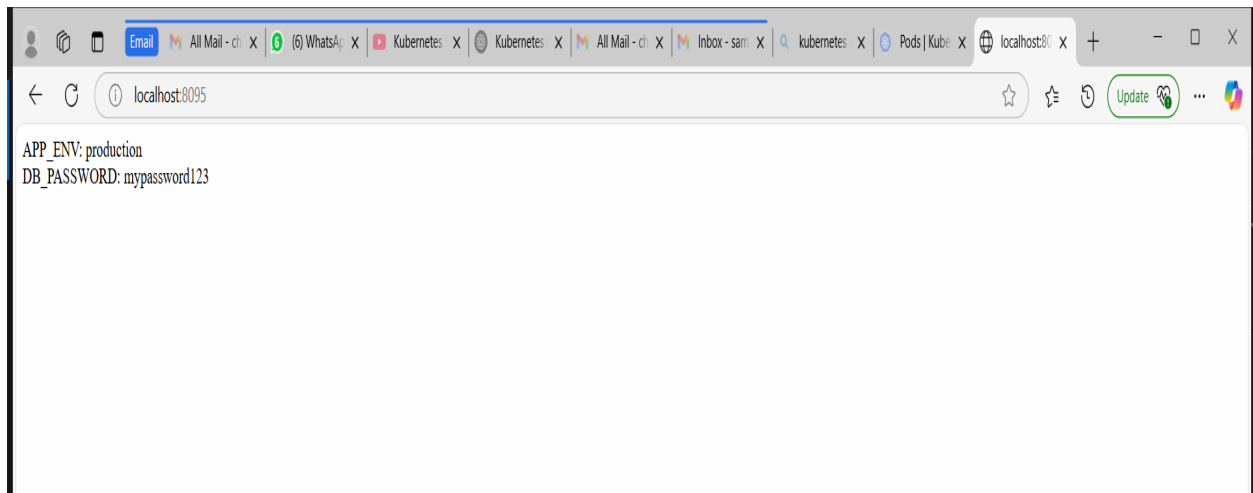 Email
All Mail - ch
(6) WhatsAp
Kubernetes
Kubernetes
All Mail - ch
Inbox - sam
kubernetes
Pods | Kube
localhost:80
localhost:8095
Update
APP_ENV: production
DB_PASSWORD: mypassword123